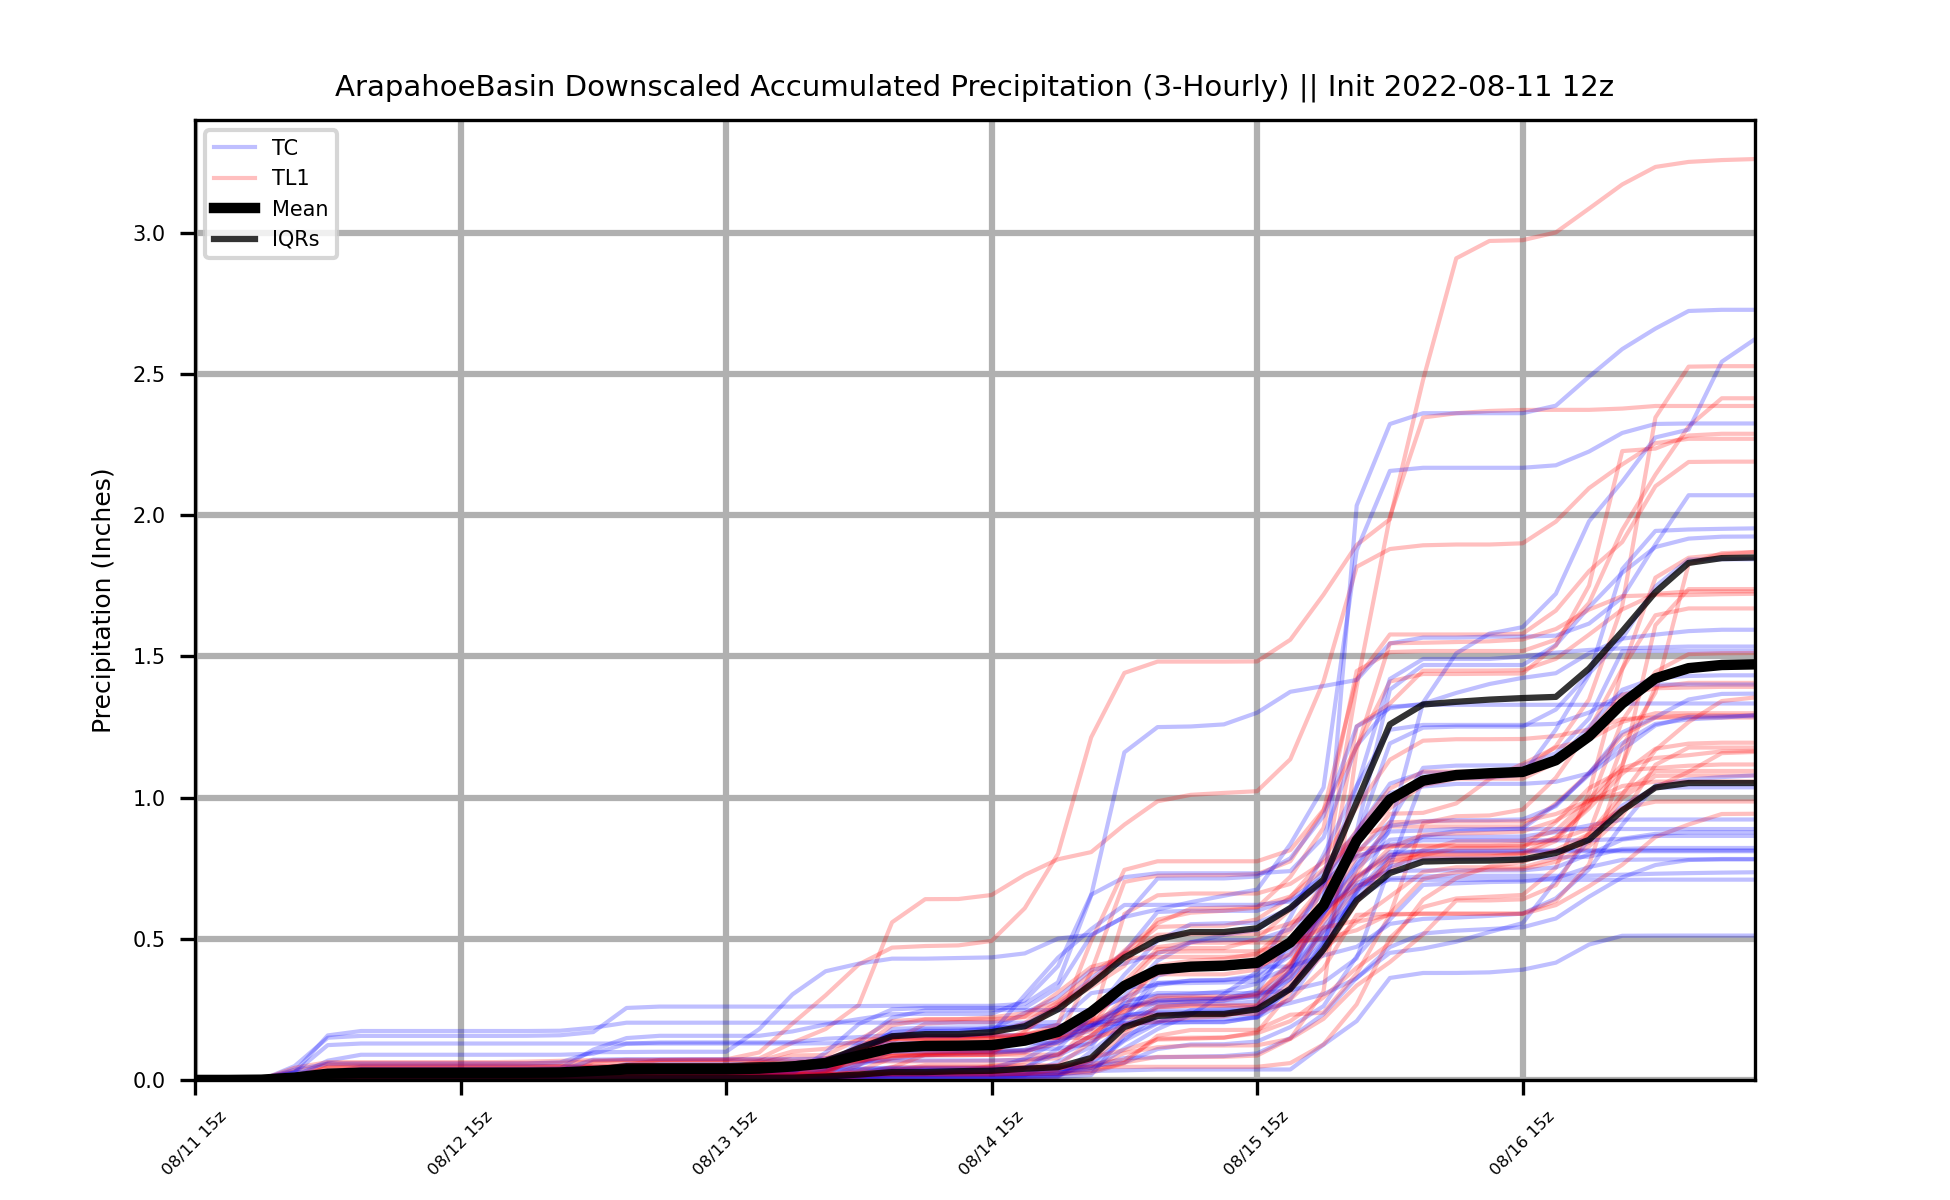 ArapahoeBasin Downscaled Accumulated Precipitation (3-Hourly) || Init 2022-08-11 12z
TC
TL1
Mean
IQRs
Precipitation (Inches)
3.0
2.5
2.0
1.5
1.0
0.5
0.0
08/11 15z
08/12 15z
08/13 15z
08/14 15z
08/15 15z
08/16 15z